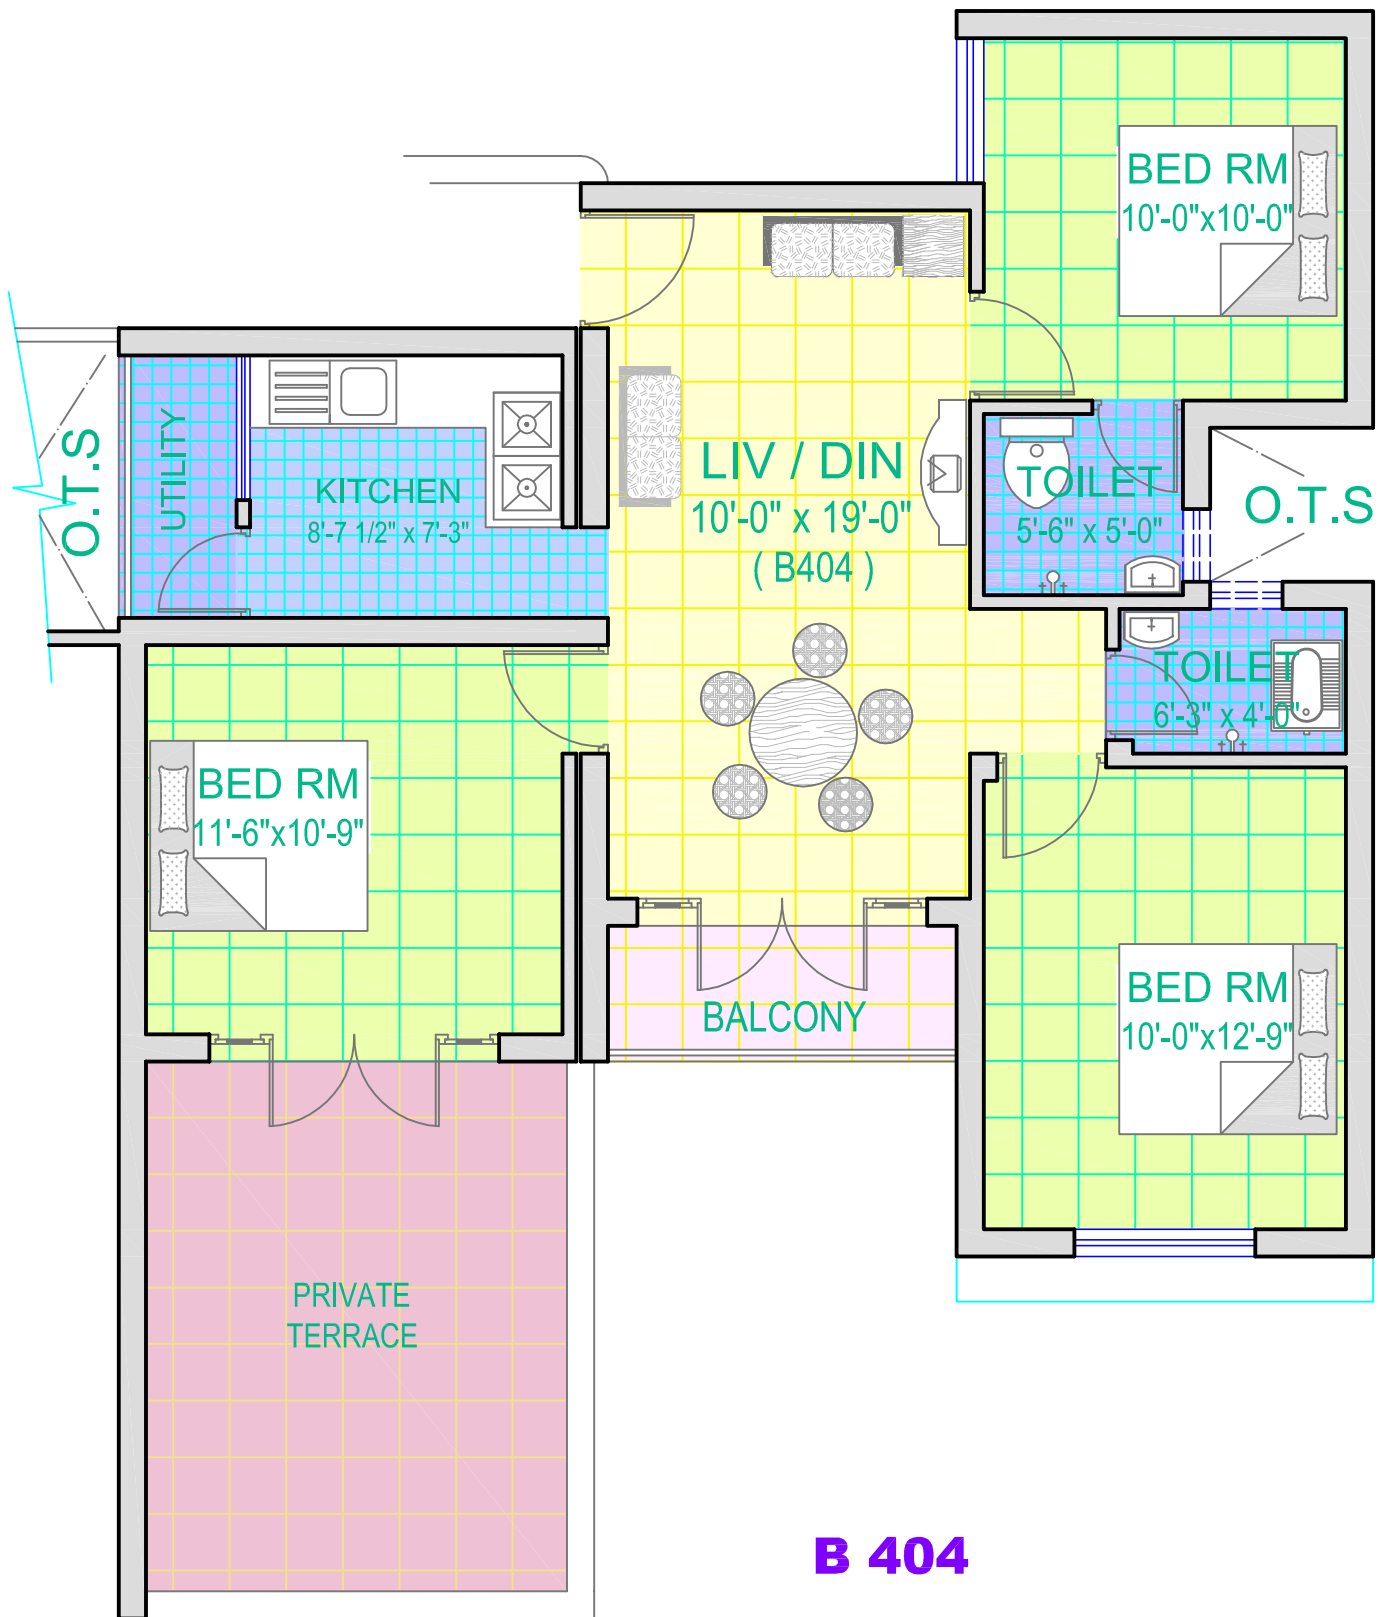 BED RM
10'-0"x10'-0"
O.T.S
UTILITY
KITCHEN
8'-7 1/2" x 7'-3"
LIV / DIN
10'-0" x 19'-0"
( B404 )
TOILET
5'-6" x 5'-0"
O.T.S
TOILET
6'-3" x 4'-0"
BED RM
11'-6"x10'-9"
BALCONY
BED RM
10'-0"x12'-9"
PRIVATE
TERRACE
B 404